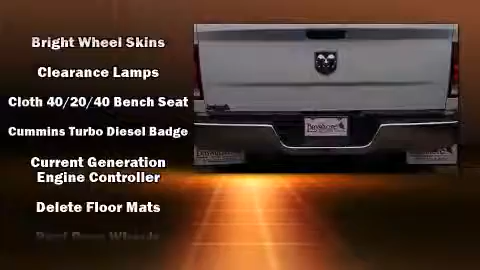 Bright Wheel Skins
Clearance Lamps
Cloth 40/20/40 Bench Seat
Cummins Turbo Diesel Badge
Current Generation
Engine Controller
Delete Floor Mats